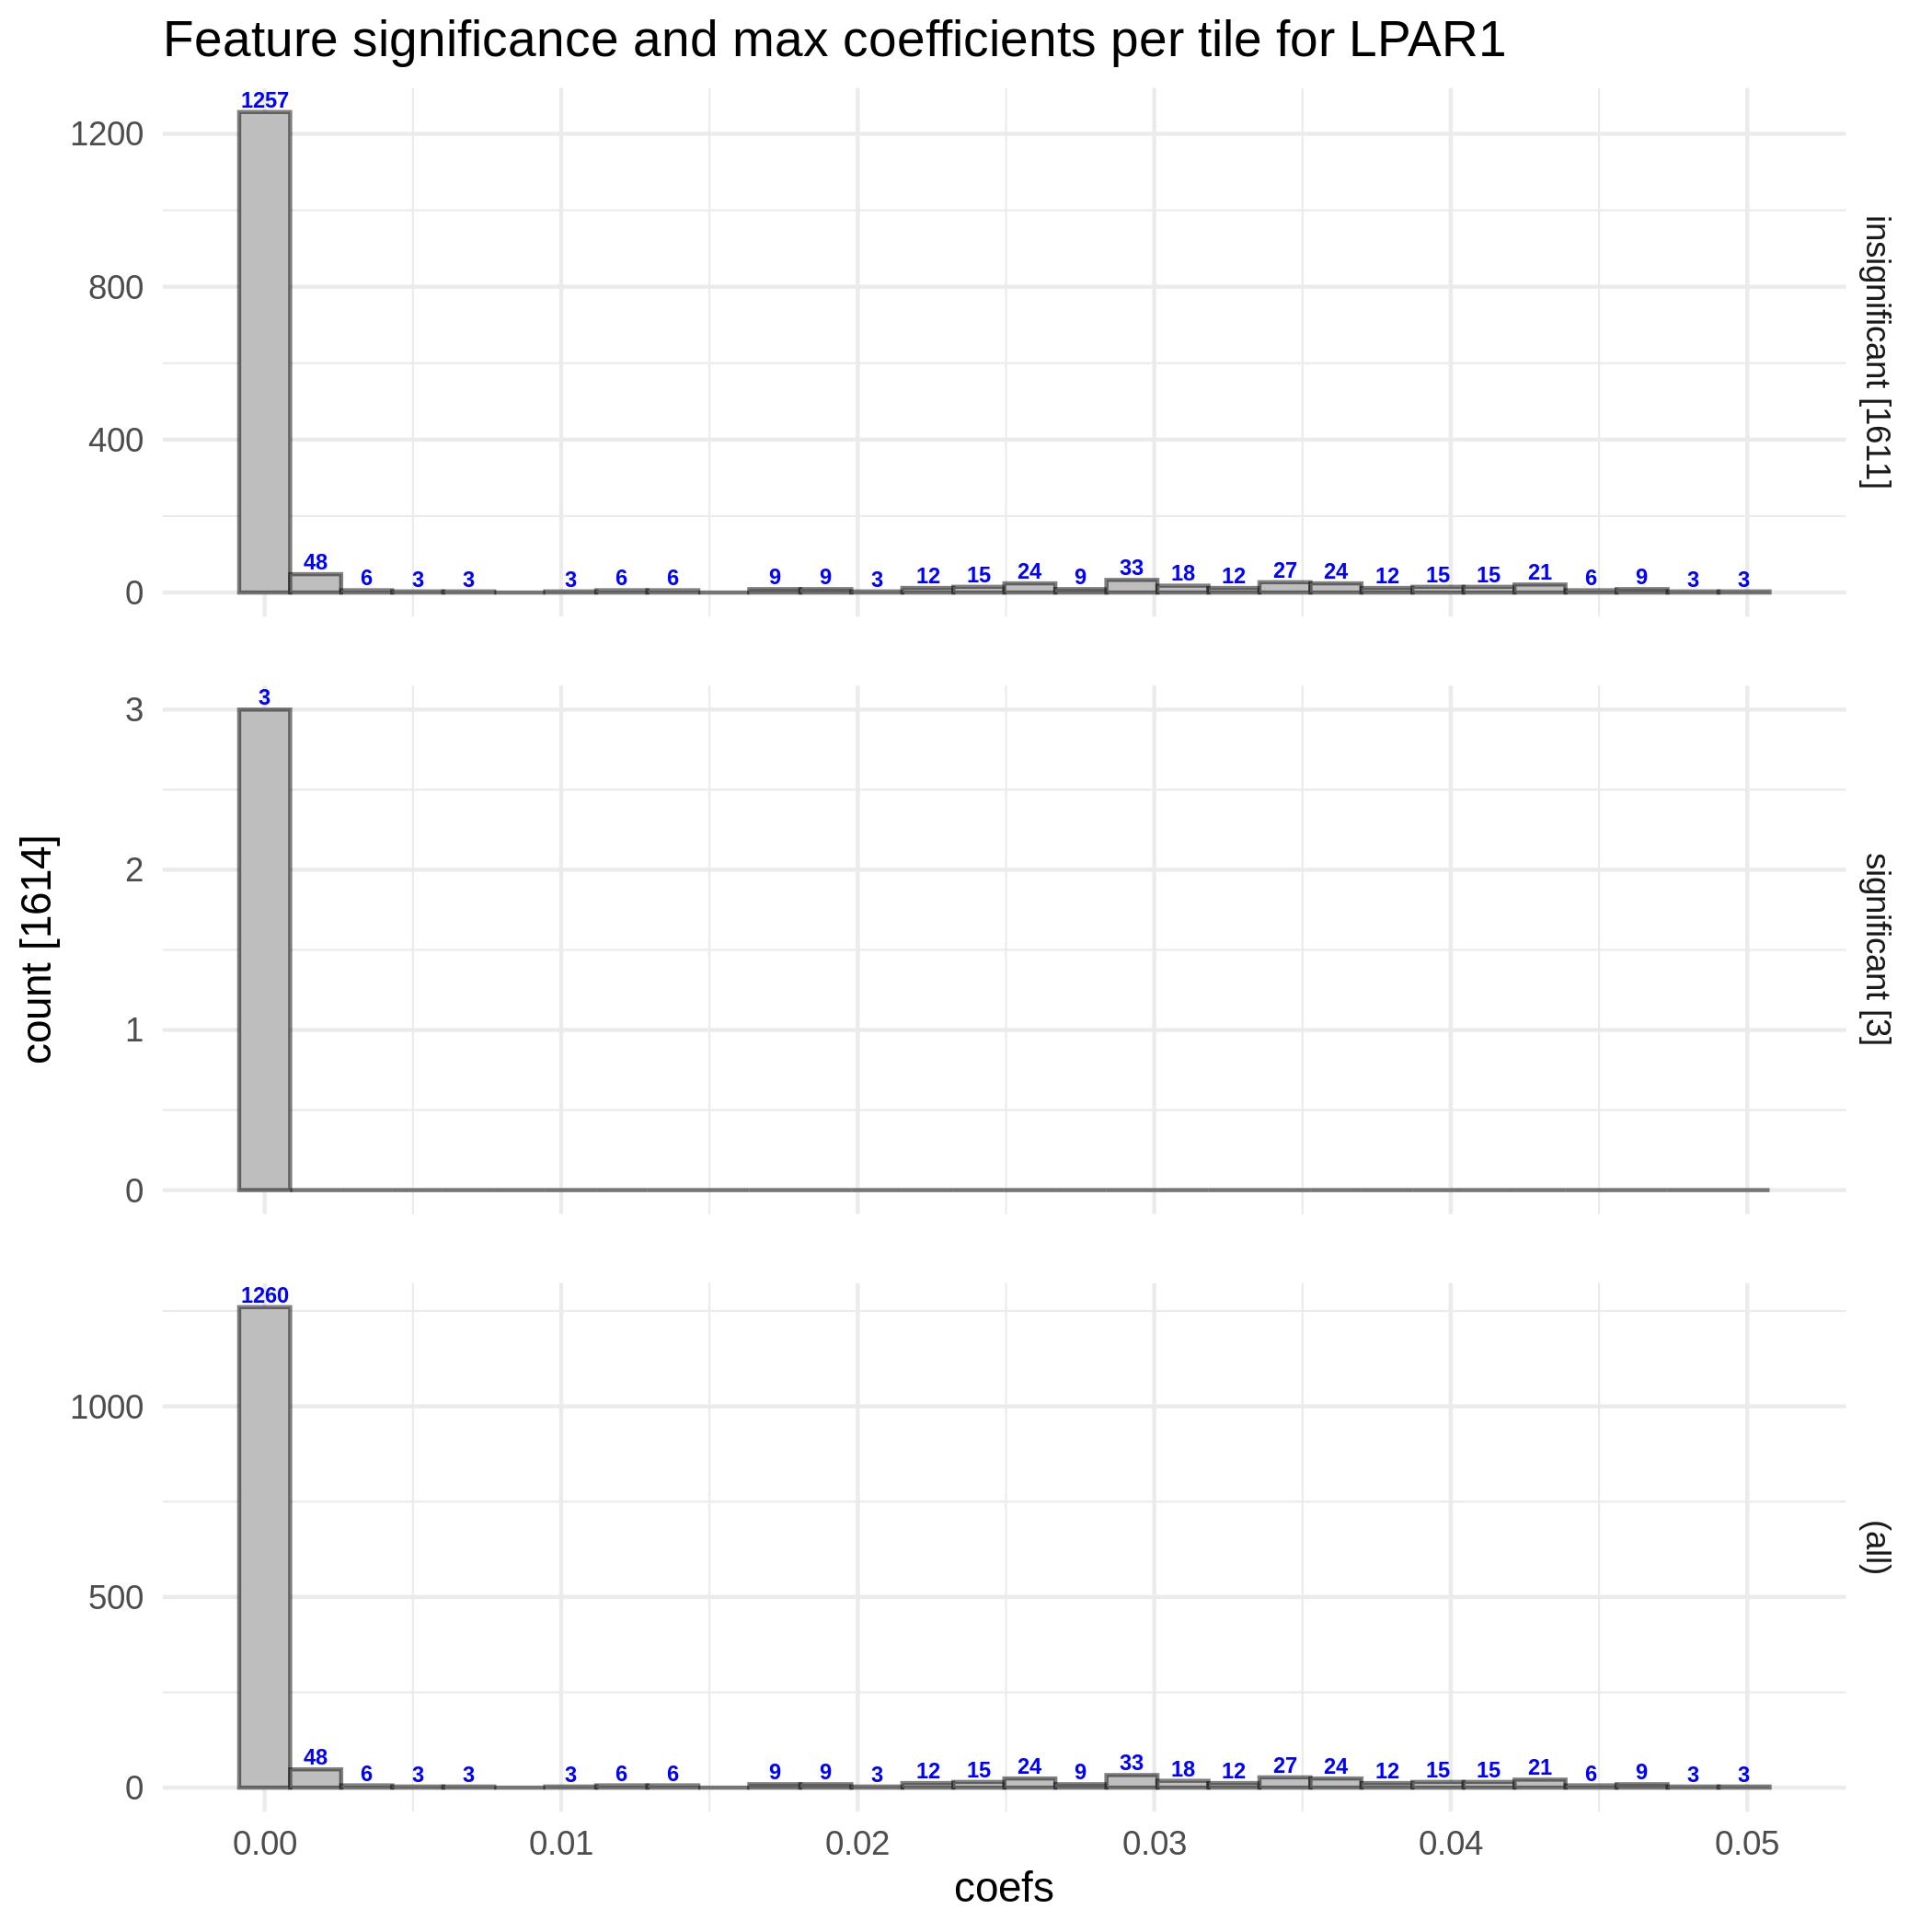 Feature significance and max coefficients per tile for LPAR1
1257
1200
800
400
0
48 6 3 3 3 6 6 9 9 3 12 15 24 9 33 18 12 27 24 12 15 15 21 6 9 3 3
insignificant [1611]
3
3
2
1
0
significant [3]
count [1614]
1260
1000
500
0
48 6 3 3 3 6 6 9 9 3 12 15 24 9 33 18 12 27 24 12 15 15 21 6 9 3 3
(all)
0.00 0.01 0.02 0.03 0.04 0.05
coefs